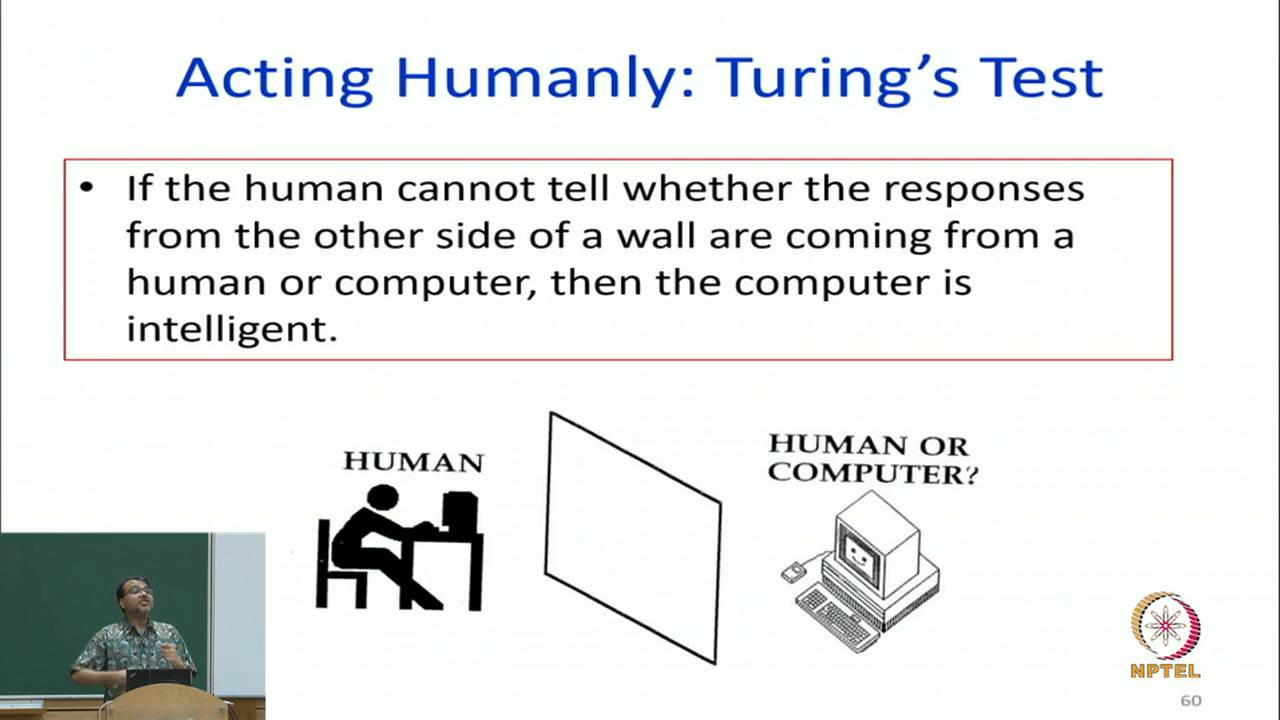 Acting Humanly: Turing's Test
• If the human cannot tell whether the responses
from the other side of a wall are coming from a
human or computer, then the computer is
intelligent.
HUMAN
HUMAN OR
COMPUTER?
NPTEL
60